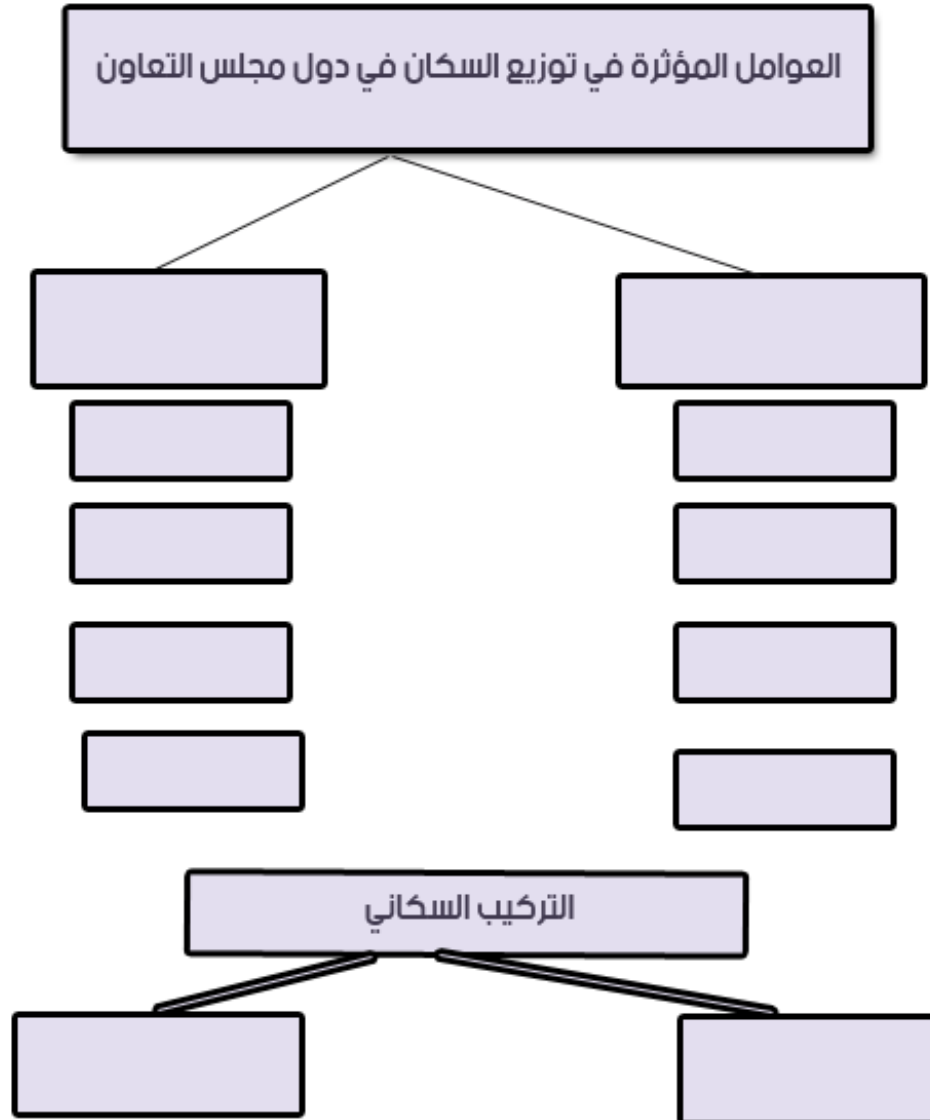 العوامل المؤثرة في توزيع السكان في دول مجلس التعاون
التركيب السكاني